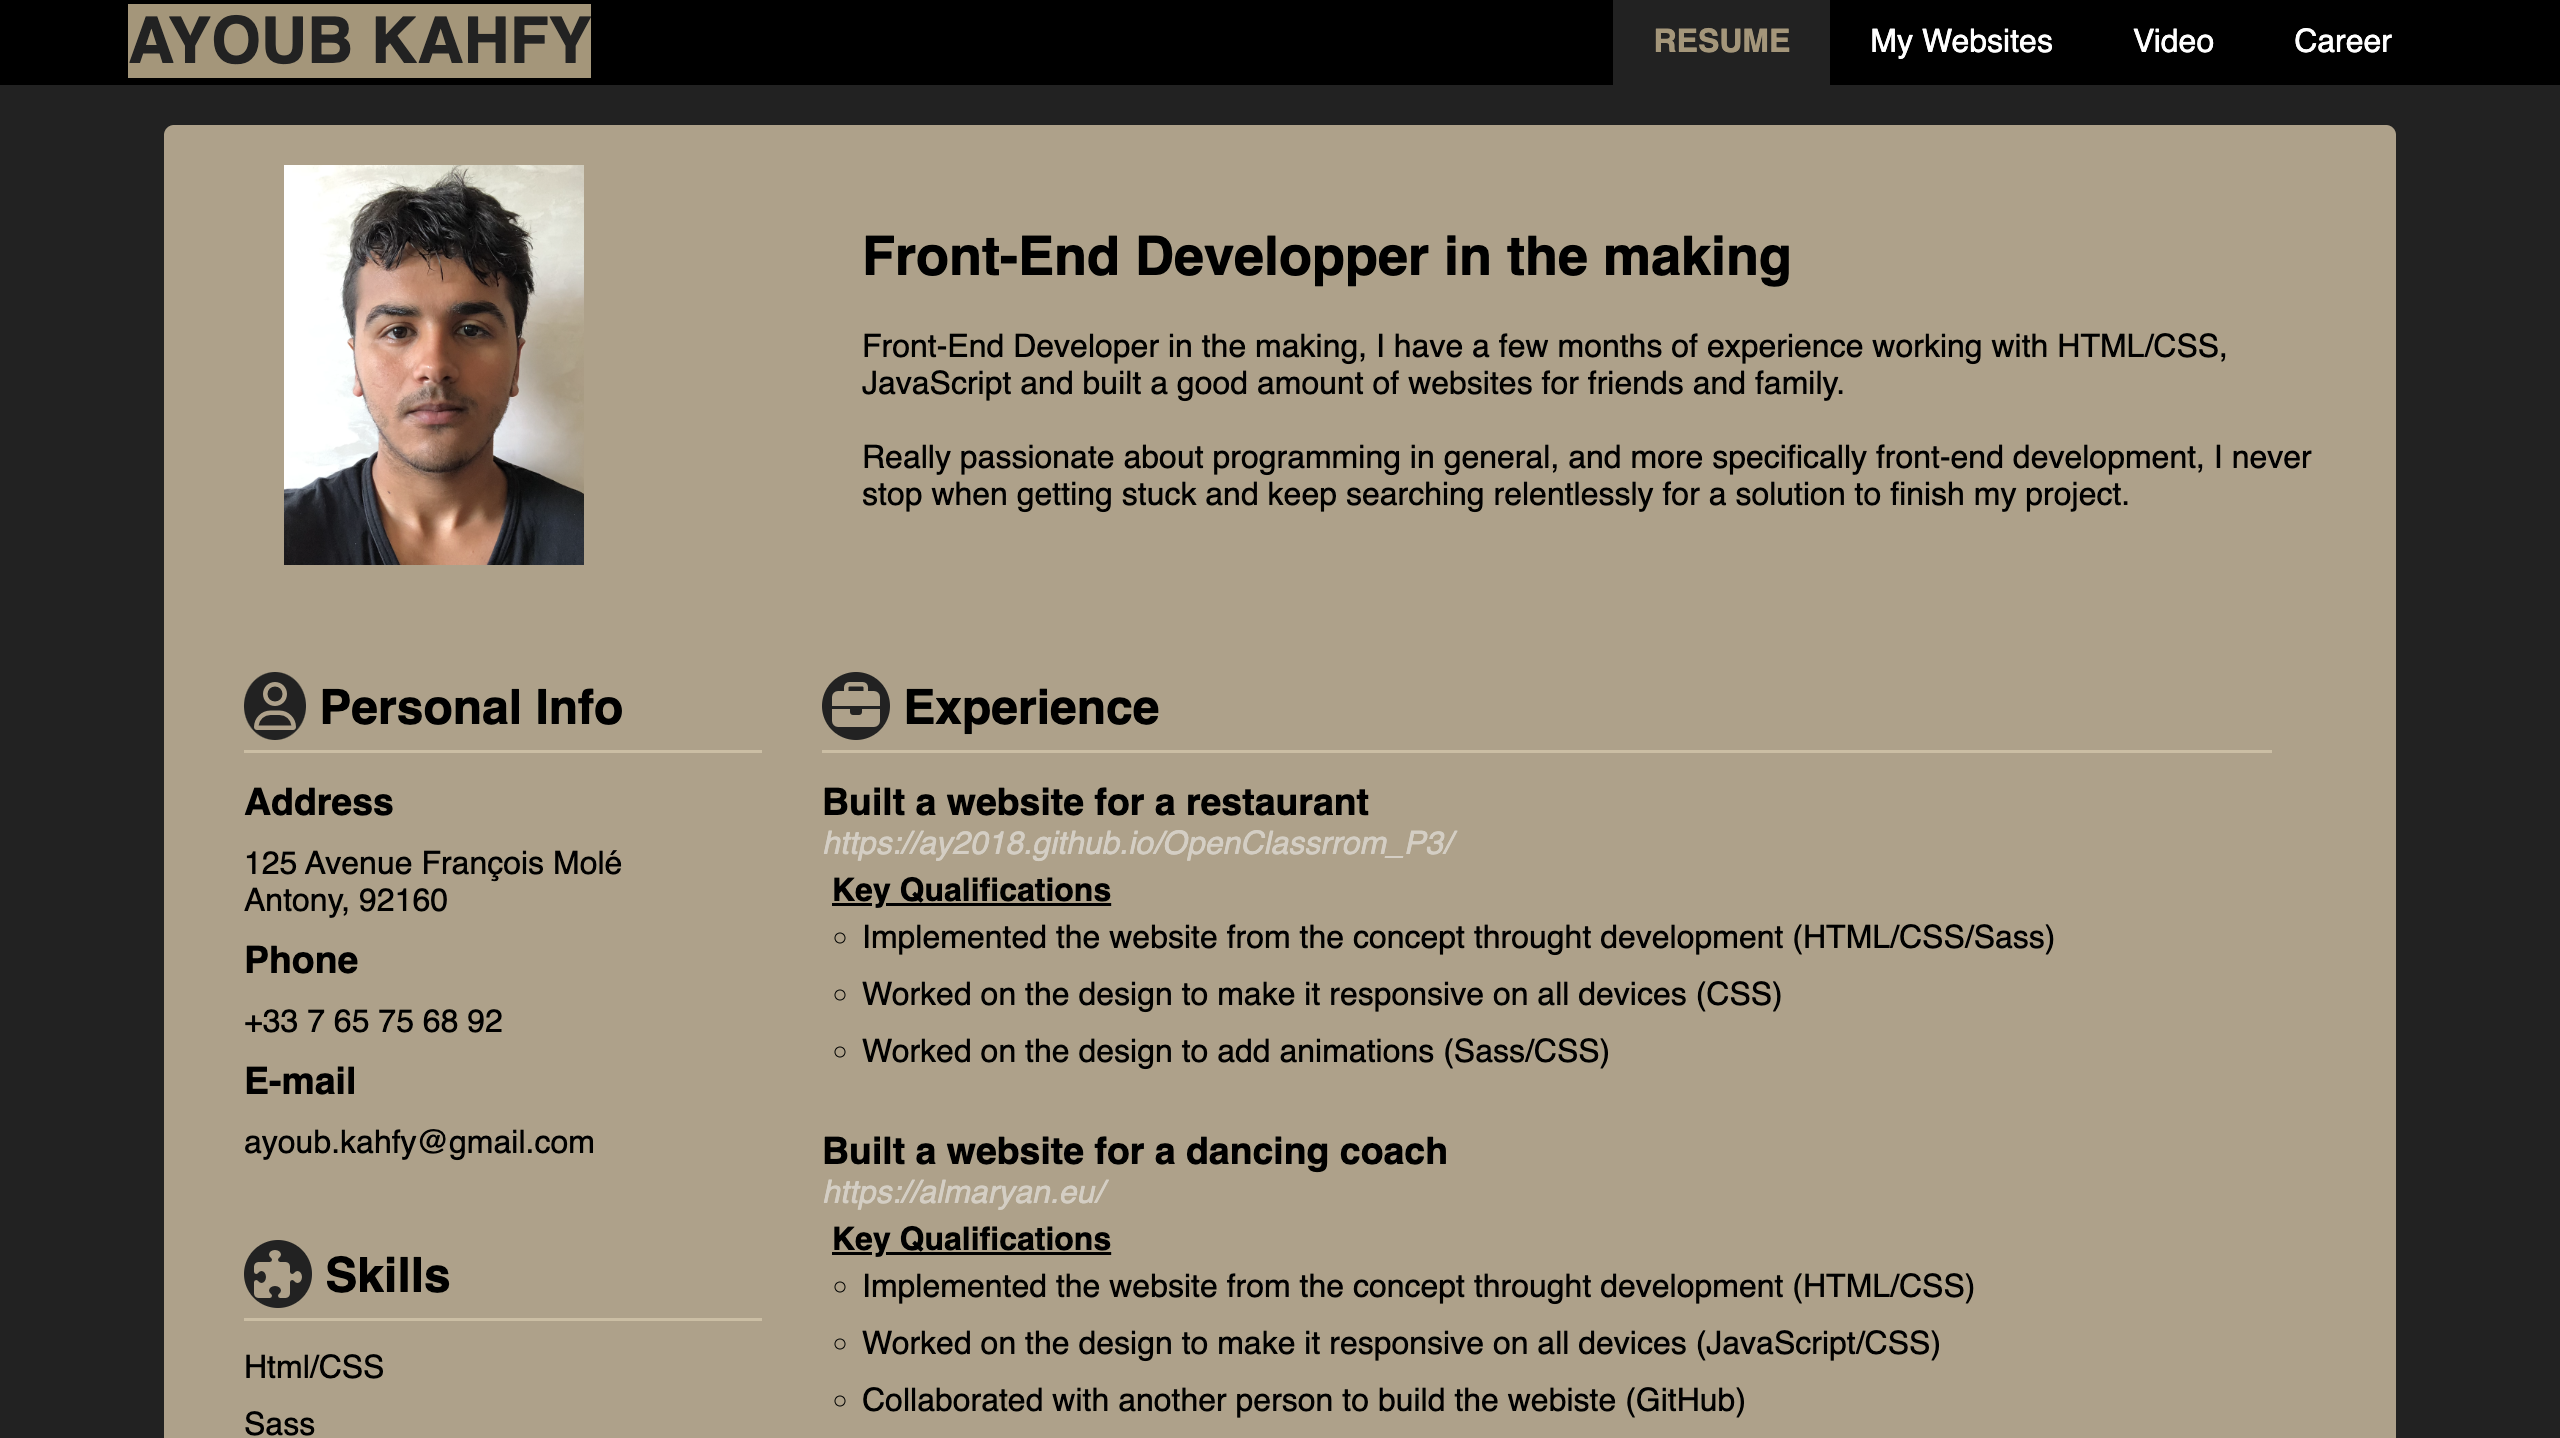 AYOUB KAHFY
RESUME
My Websites
Video
Career
Front-End Developper in the making
Front-End Developer in the making, I have a few months of experience working with HTML/CSS,
JavaScript and built a good amount of websites for friends and family.
Really passionate about programming in general, and more specifically front-end development, I never
stop when getting stuck and keep searching relentlessly for a solution to finish my project.
Personal Info
Address
125 Avenue François Molé
Antony, 92160
Phone
+33 7 65 75 68 92
E-mail
ayoub.kahfy@gmail.com
Skills
Html/CSS
Sass
Experience
Built a website for a restaurant
https://ay2018.github.io/OpenClassrrom_P3/
Key Qualifications
Implemented the website from the concept throught development (HTML/CSS/Sass)
Worked on the design to make it responsive on all devices (CSS)
Worked on the design to add animations (Sass/CSS)
Built a website for a dancing coach
https://almaryan.eu/
Key Qualifications
Implemented the website from the concept throught development (HTML/CSS)
Worked on the design to make it responsive on all devices (JavaScript/CSS)
Collaborated with another person to build the webiste (GitHub)